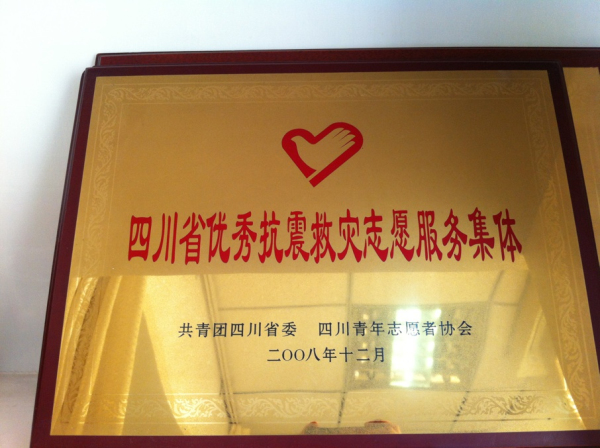 四川省优秀抗震救灾志愿服务集体
共青团四川省委 四川青年志愿者协会
二〇〇八年十二月